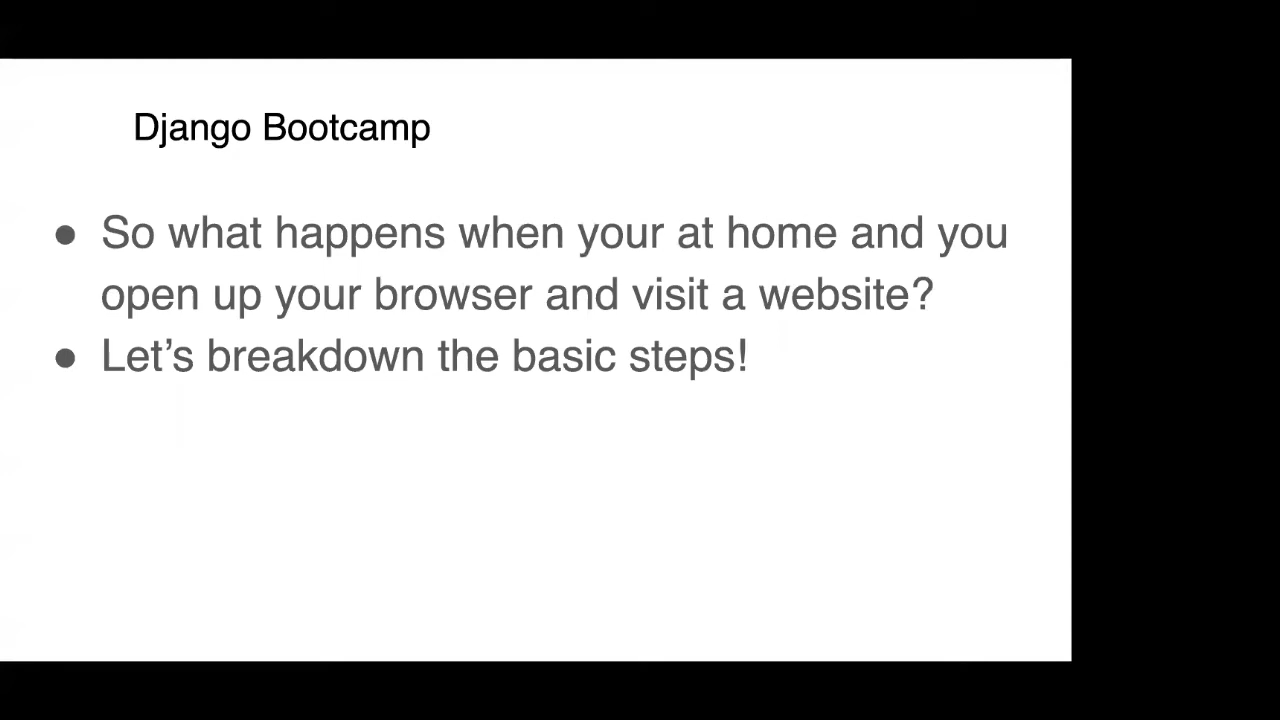 Django Bootcamp
● So what happens when your at home and you
open up your browser and visit a website?
● Let’s breakdown the basic steps!